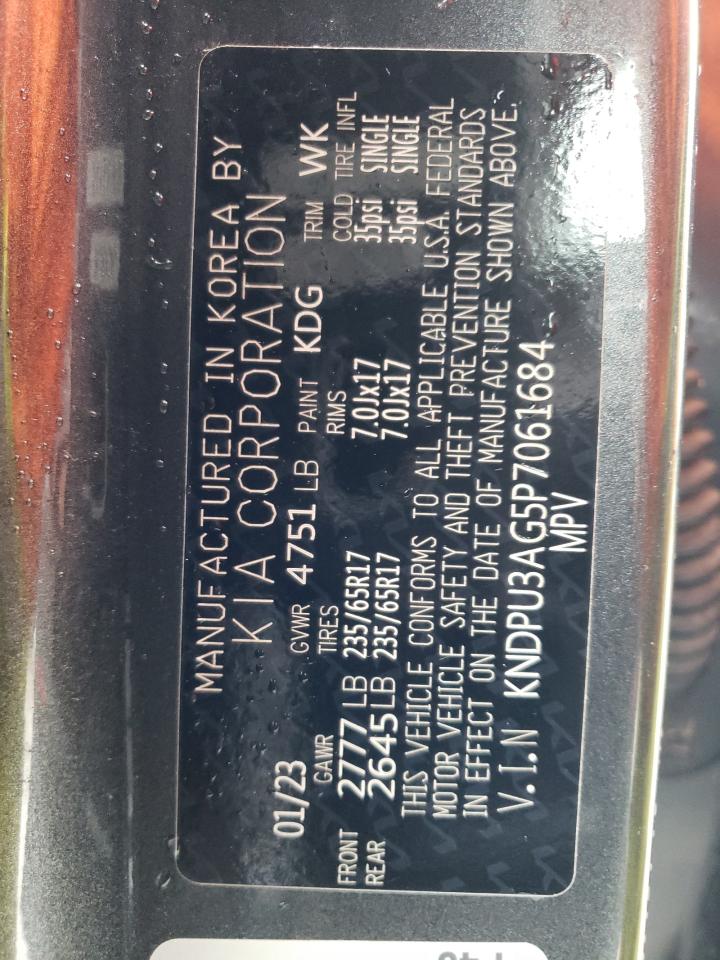 MANUFACTURED IN KOREA BY
KIA CORPORATION
01/23 GVWR 4751 LB PAINT KDG TRIM WK
GAWR TIRES RIMS COLD TIRE INFL
FRONT 2777 LB 235/65R17 7.0Jx17 35psi SINGLE
REAR 2645 LB 235/65R17 7.0Jx17 35psi SINGLE
THIS VEHICLE CONFORMS TO ALL APPLICABLE U.S.A. FEDERAL
MOTOR VEHICLE SAFETY AND THEFT PREVENTION STANDARDS
IN EFFECT ON THE DATE OF MANUFACTURE SHOWN ABOVE.
V.I.N KNDPU3AG5P7061684
MPV